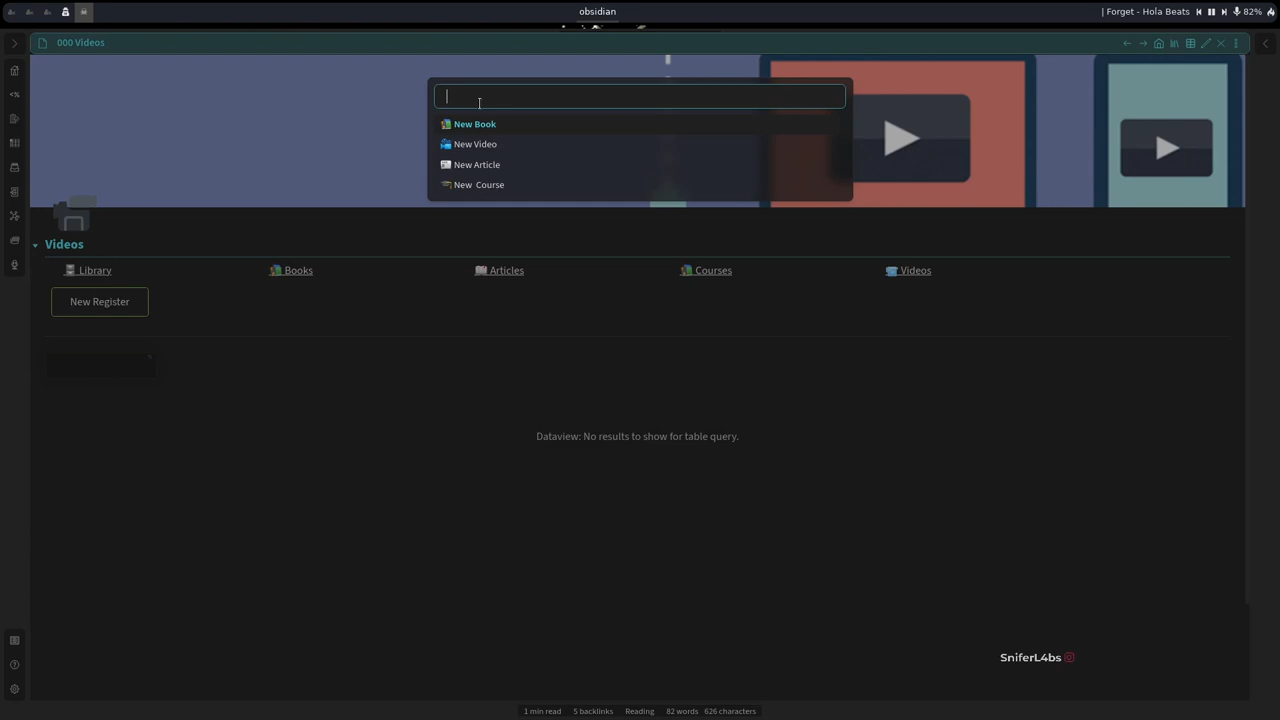 obsidian
| Forget - Hola Beats
82%
000 Videos
New Book
New Video
New Article
New Course
Videos
Library
Books
Articles
Courses
Videos
New Register
Dataview: No results to show for table query.
SniferL4bs
1 min read
5 backlinks
Reading
82 words
626 characters